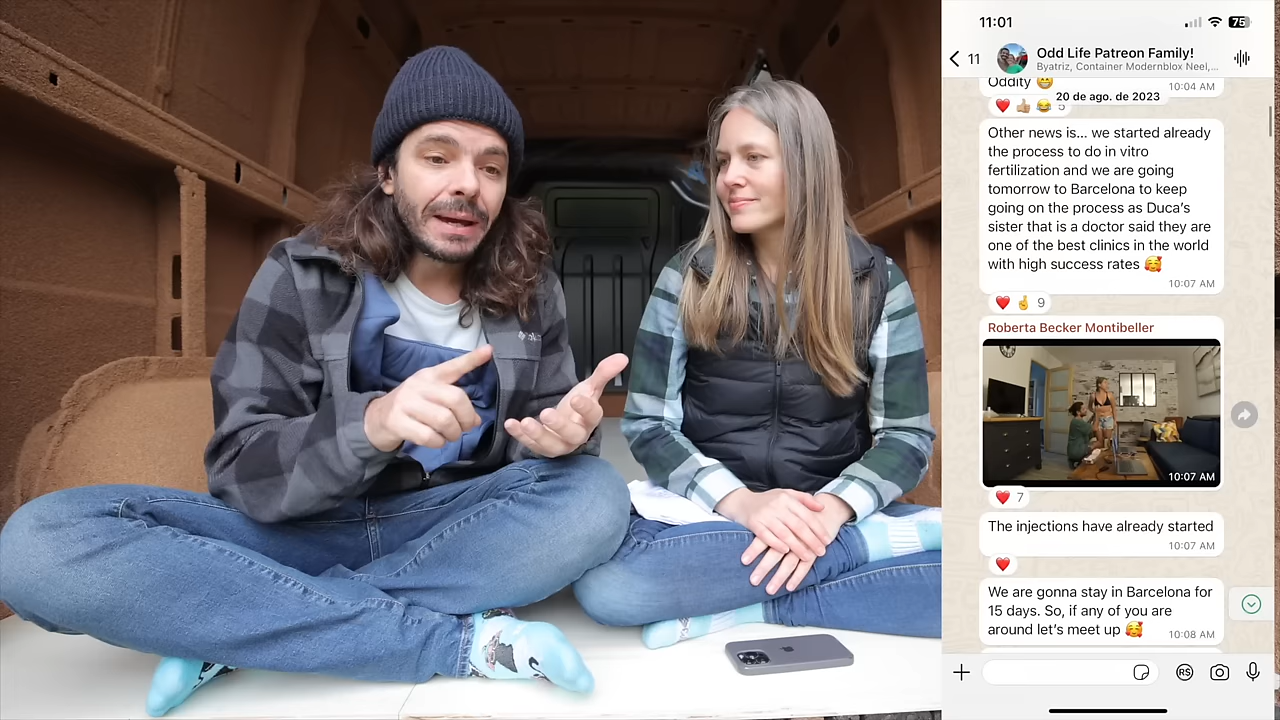 11:01
75
11
Odd Life Patreon Family!
Byatriz, Container Modernblox Neel,...
Oddity 😁
10:04 AM
20 de ago. de 2023
❤️ 👍🏼 😂 5
Other news is... we started already
the process to do in vitro
fertilization and we are going
tomorrow to Barcelona to keep
going on the process as Duca's
sister that is a doctor said they are
one of the best clinics in the world
with high success rates 🥰
10:07 AM
❤️ 🤞 9
Roberta Becker Montibeller
10:07 AM
❤️ 7
The injections have already started
10:07 AM
❤️
We are gonna stay in Barcelona for
15 days. So, if any of you are
around let's meet up 🥰
10:08 AM
RS